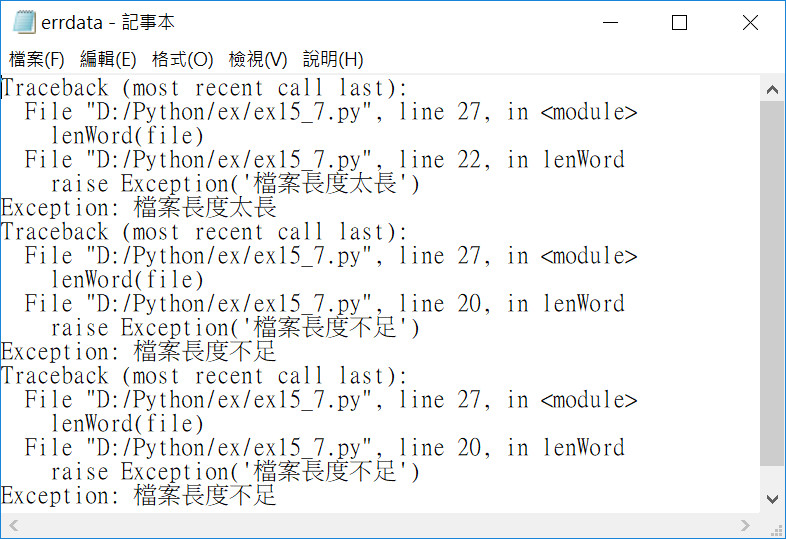 errdata - 記事本
檔案(F) 編輯(E) 格式(O) 檢視(V) 說明(H)
Traceback (most recent call last):
  File "D:/Python/ex/ex15_7.py", line 27, in <module>
    lenWord(file)
  File "D:/Python/ex/ex15_7.py", line 22, in lenWord
    raise Exception('檔案長度太長')
Exception: 檔案長度太長
Traceback (most recent call last):
  File "D:/Python/ex/ex15_7.py", line 27, in <module>
    lenWord(file)
  File "D:/Python/ex/ex15_7.py", line 20, in lenWord
    raise Exception('檔案長度不足')
Exception: 檔案長度不足
Traceback (most recent call last):
  File "D:/Python/ex/ex15_7.py", line 27, in <module>
    lenWord(file)
  File "D:/Python/ex/ex15_7.py", line 20, in lenWord
    raise Exception('檔案長度不足')
Exception: 檔案長度不足